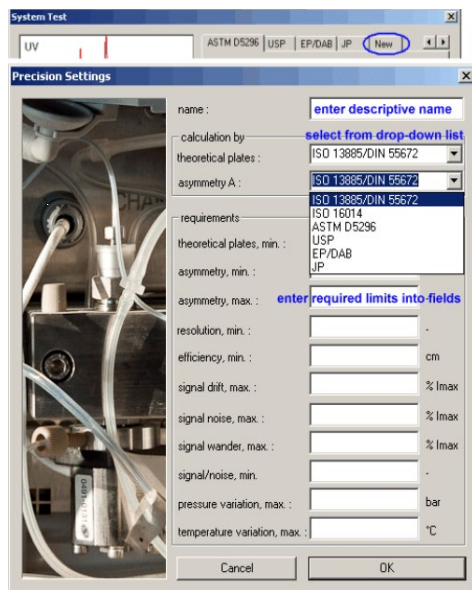 System Test
UV
ASTM D5296 USP EP/DAB JP New
Precision Settings
name : enter descriptive name
calculation by select from drop-down list
theoretical plates : ISO 13885/DIN 55672
asymmetry A : ISO 13885/DIN 55672
ISO 13885/DIN 55672
ISO 16014
ASTM D5296
USP
EP/DAB
JP
requirements
theoretical plates, min. :
asymmetry, min. :
asymmetry, max. : enter required limits into fields
resolution, min. : -
efficiency, min. : cm
signal drift, max. : % Imax
signal noise, max. : % Imax
signal wander, max. : % Imax
signal/noise, min. -
pressure variation, max. : bar
temperature variation, max. : °C
Cancel OK